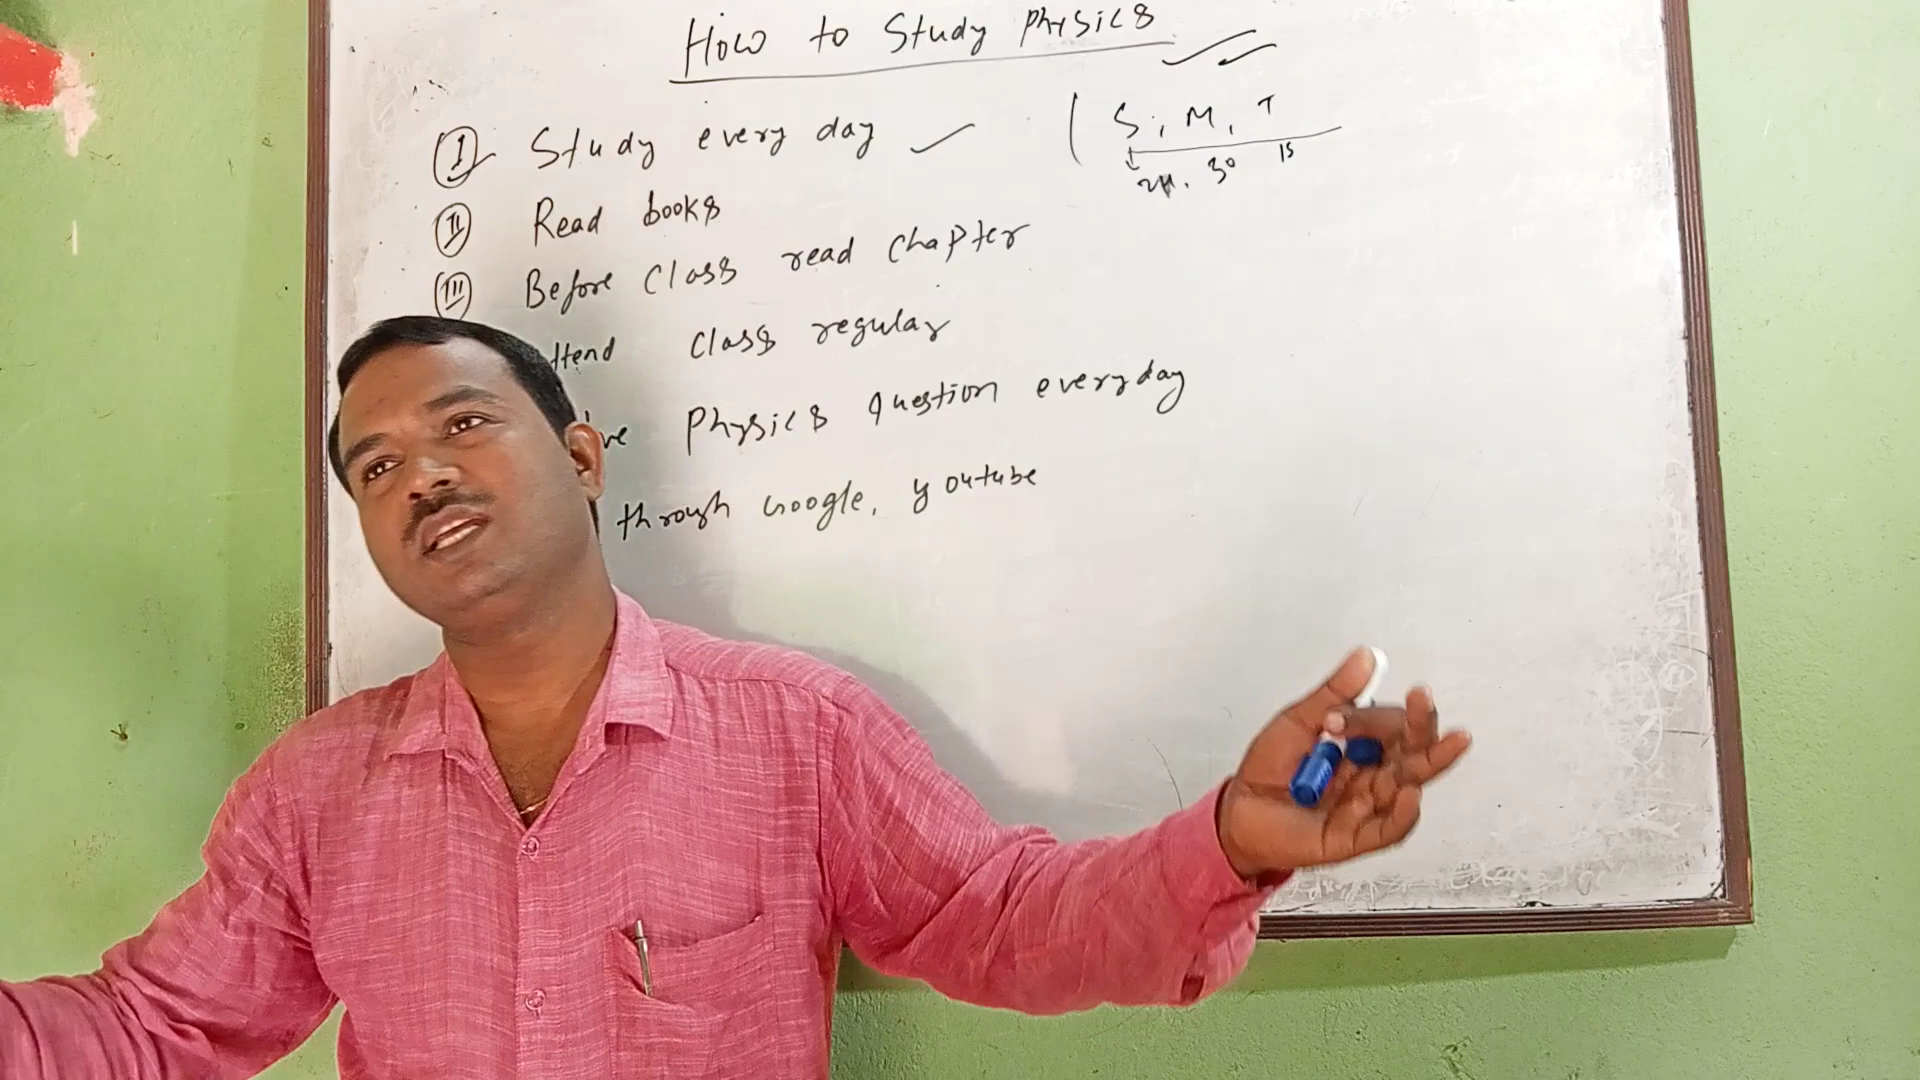 How to Study Physics
I Study every day
S, M, T
2H. 30 15
II Read books
III Before Class read chapter
ttend Class regular
ve Physics question everyday
through Google, youtube